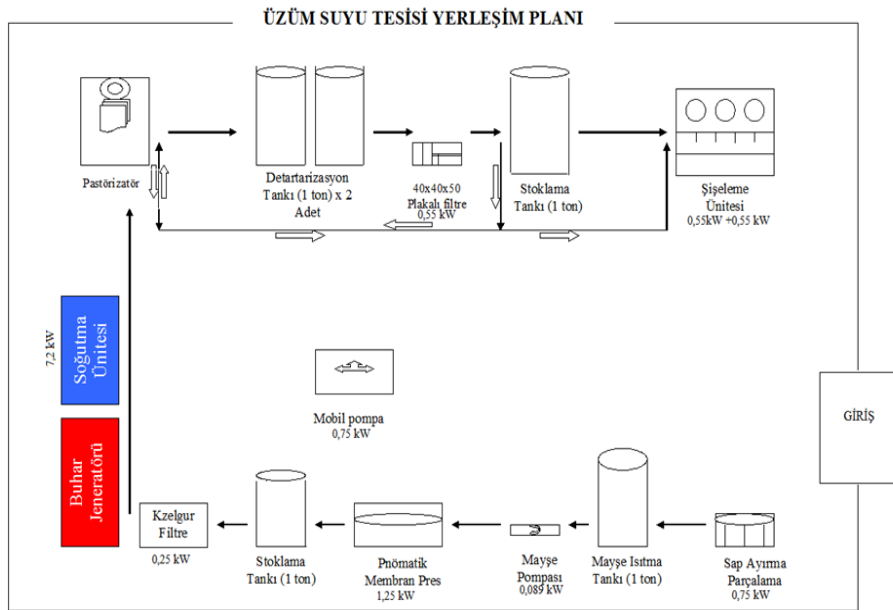 ÜZÜM SUYU TESİSİ YERLEŞİM PLANI
Pastörizatör
Detartarizasyon
Tankı (1 ton) x 2
Adet
40x40x50
Plakalı filtre
0,55 kW
Stoklama
Tankı (1 ton)
Şişeleme
Ünitesi
0,55kW +0,55 kW
7,2 kW
Soğutma
Ünitesi
Buhar
Jeneratörü
Mobil pompa
0,75 kW
GİRİŞ
Kzelgur
Filtre
0,25 kW
Stoklama
Tankı (1 ton)
Pnömatik
Membran Pres
1,25 kW
Mayşe
Pompası
0,089 kW
Mayşe Isıtma
Tankı (1 ton)
Sap Ayırma
Parçalama
0,75 kW